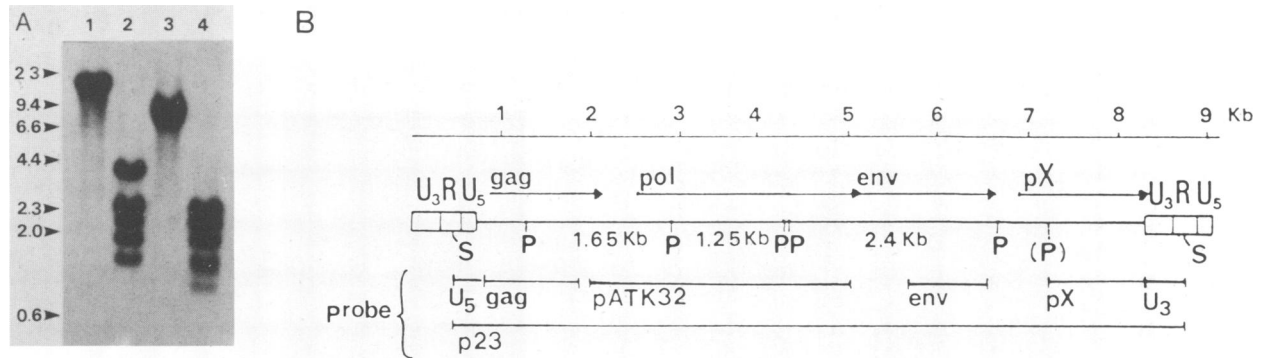 A
1 2 3 4
2 3
9.4
6.6
4.4
2.3
2.0
0.6
B
1 2 3 4 5 6 7 8 9 Kb
U3 R U5 gag pol env pX U3 R U5
P 1.65 Kb P 1.25 Kb PP 2.4 Kb P (P)
S S
probe
U5 gag pATK32 env pX U3
p23